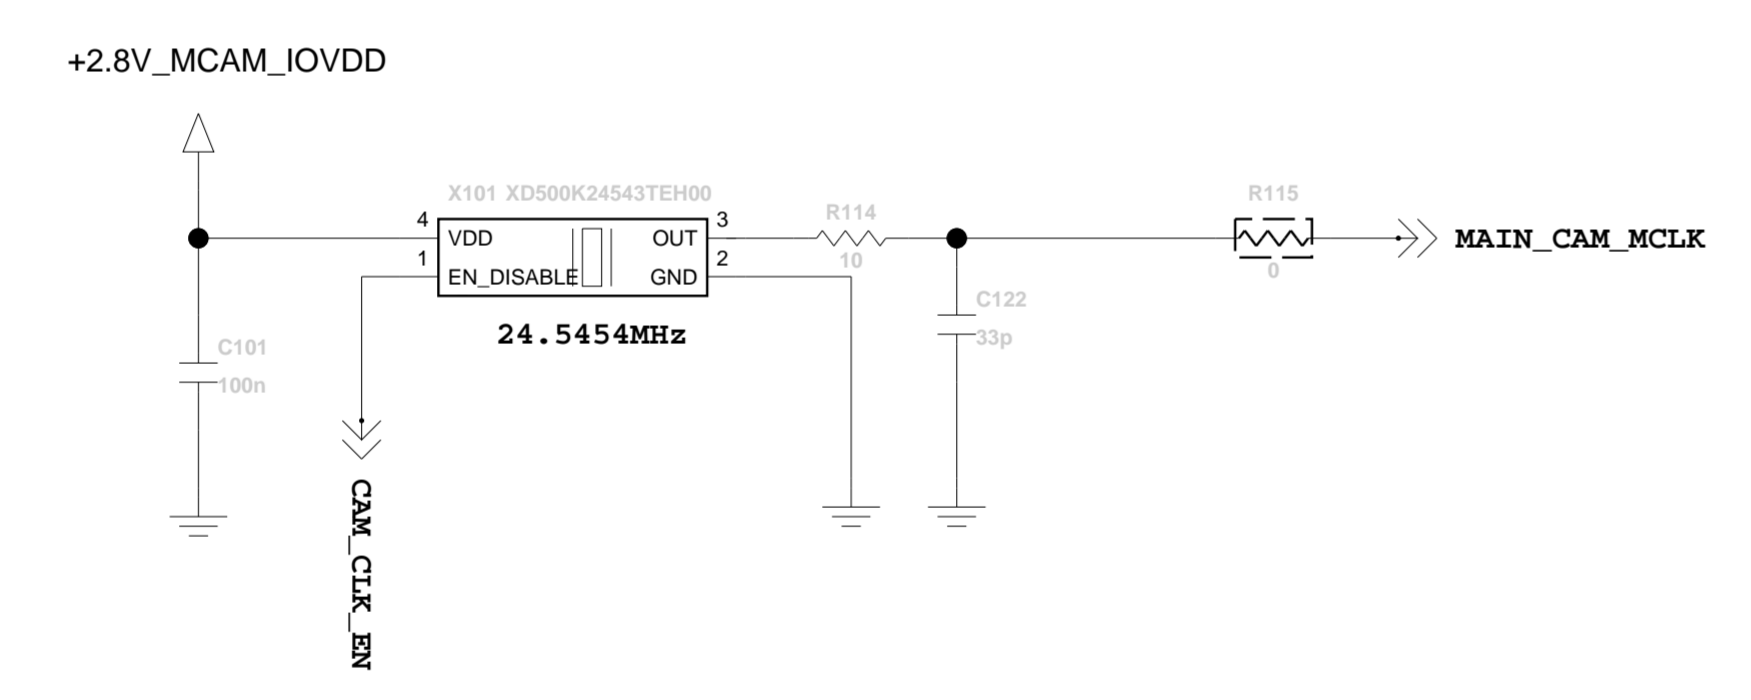 +2.8V_MCAM_IOVDD
X101 XD500K24543TEH00
4
VDD
OUT
3
1
EN_DISABLE
GND
2
24.5454MHz
R114
10
R115
0
MAIN_CAM_MCLK
C122
33p
C101
100n
CAM_CLK_EN